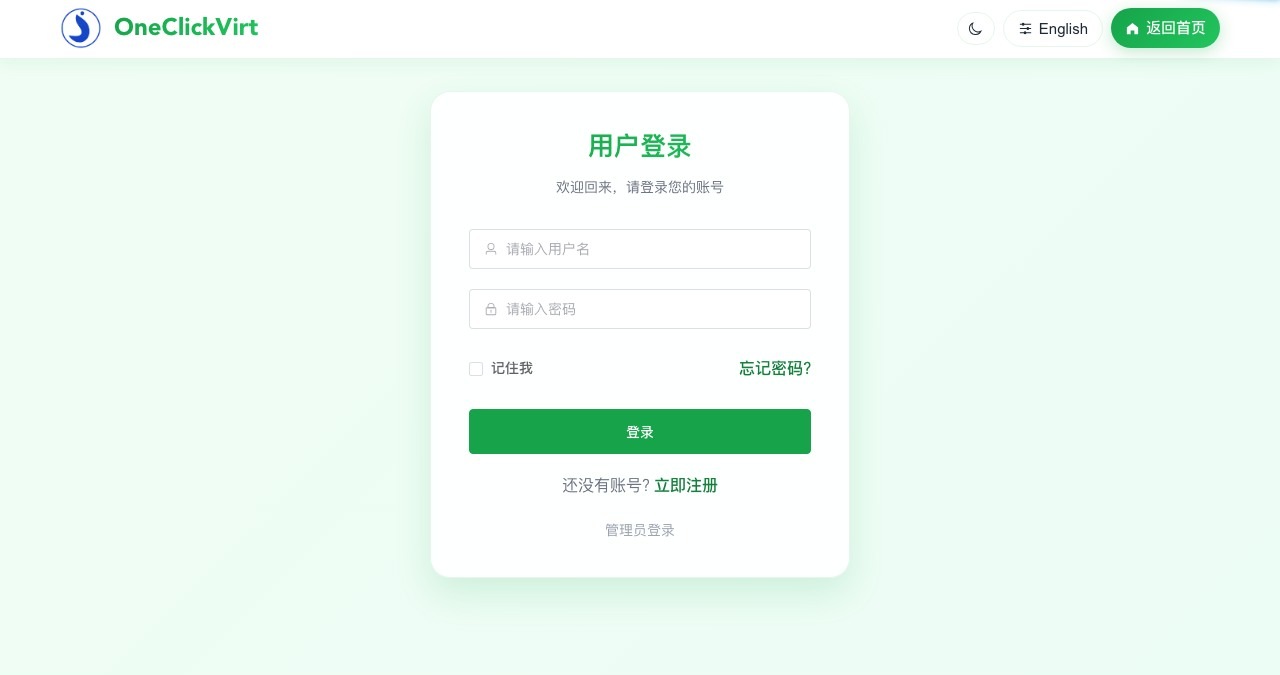 OneClickVirt
English
返回首页
用户登录
欢迎回来，请登录您的账号
请输入用户名
请输入密码
记住我
忘记密码?
登录
还没有账号? 立即注册
管理员登录